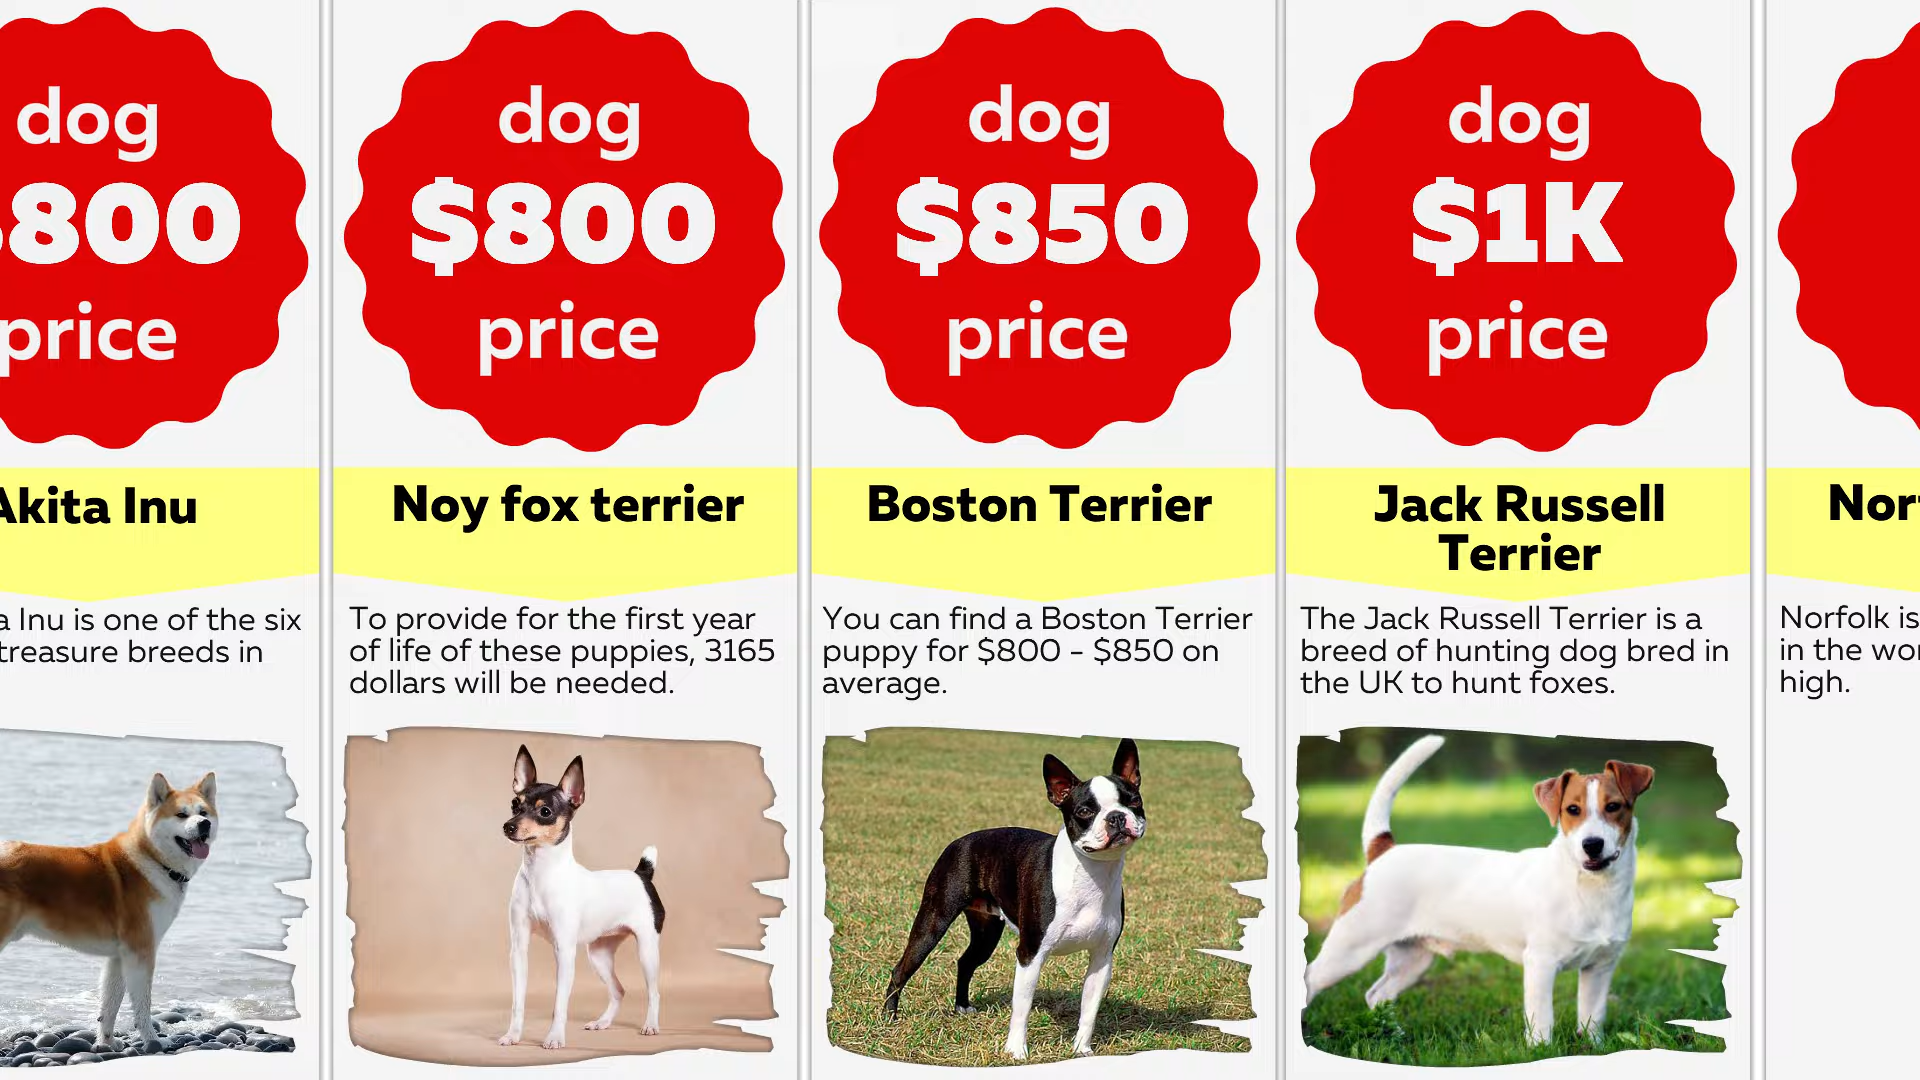 dog
$800
price
Akita Inu
a Inu is one of the six
treasure breeds in
dog
$800
price
Noy fox terrier
To provide for the first year
of life of these puppies, 3165
dollars will be needed.
dog
$850
price
Boston Terrier
You can find a Boston Terrier
puppy for $800 - $850 on
average.
dog
$1K
price
Jack Russell
Terrier
The Jack Russell Terrier is a
breed of hunting dog bred in
the UK to hunt foxes.
Nor
Norfolk is
in the wor
high.